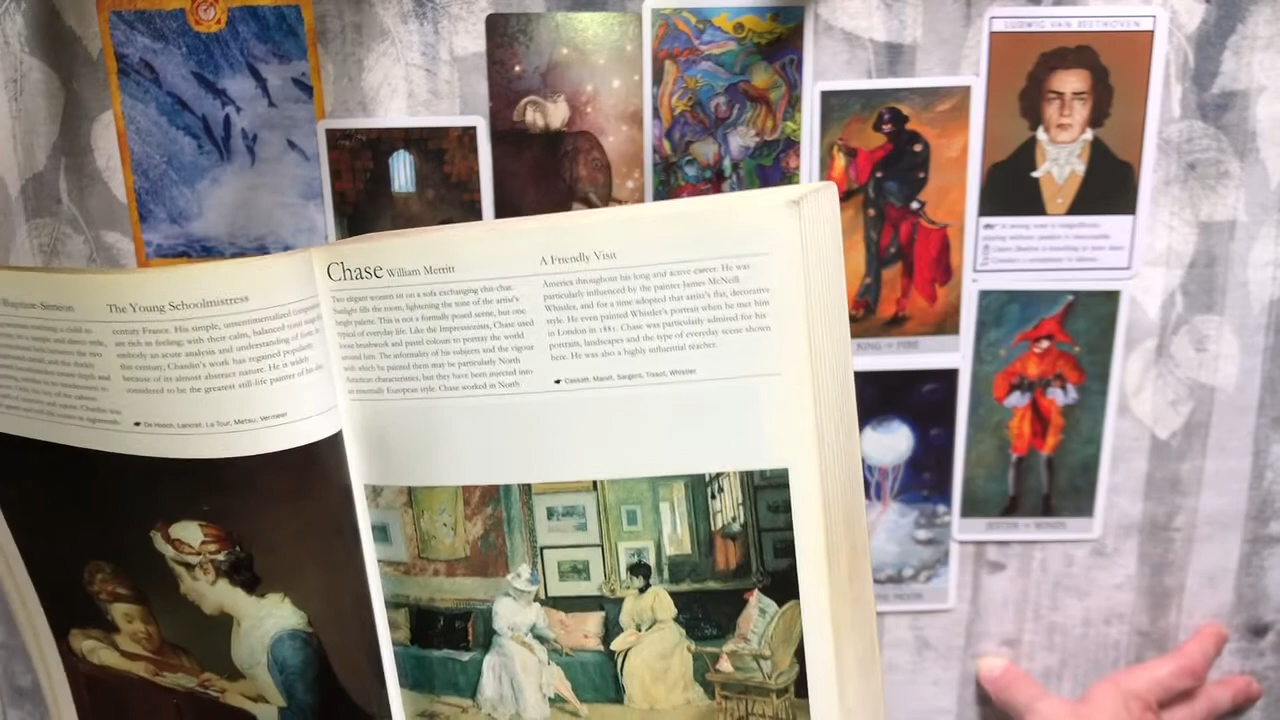 LUDWIG VAN BEETHOVEN
KING OF FIRE
JESTER OF WINDS
THE MOON
The Young Schoolmistress
century France. His simple, unsentimentalized
are rich in feeling; with their calm, balanced
embody an acute analysis and understanding of
this century, Chardin's work has regained popularity
because of its almost abstract nature. He is widely
considered to be the greatest still-life painter of his
De Hooch, Lancret, La Tour, Metsu, Vermeer
Chase William Merritt
A Friendly Visit
Two elegant women sit on a sofa exchanging chit-chat.
Sunlight fills the room, lightening the tone of the artist's
bright palette. This is not a formally posed scene, but one
typical of everyday life. Like the Impressionists, Chase used
loose brushwork and pastel colours to portray the world
around him. The informality of his subjects and the vigour
with which he painted them may be particularly North
American characteristics, but they have been injected into
an essentially European style. Chase worked in North
America throughout his long and active career. He was
particularly influenced by the painter James McNeill
Whistler, and for a time adopted that artist's flat, decorative
style. He even painted Whistler's portrait when he met him
in London in 1881. Chase was particularly admired for his
portraits, landscapes and the type of everyday scene shown
here. He was also a highly influential teacher.
Cassatt, Manet, Sargent, Tissot, Whistler